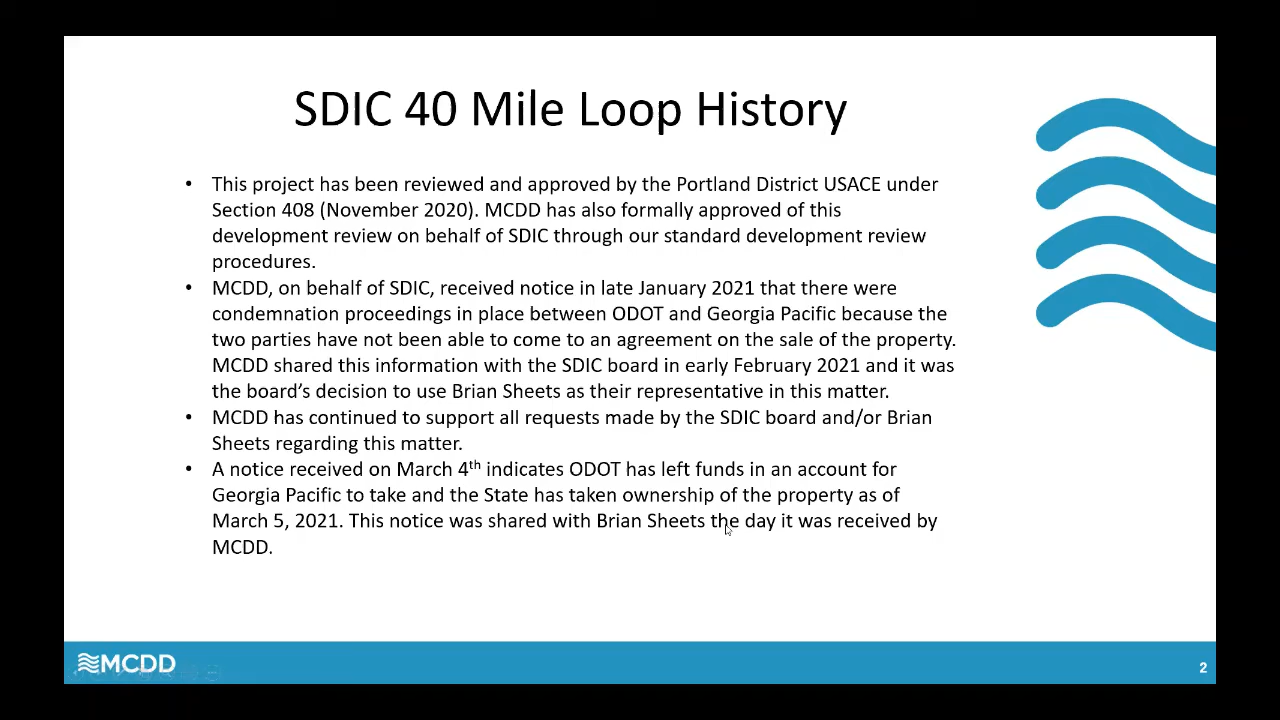 SDIC 40 Mile Loop History
• This project has been reviewed and approved by the Portland District USACE under
Section 408 (November 2020). MCDD has also formally approved of this
development review on behalf of SDIC through our standard development review
procedures.
• MCDD, on behalf of SDIC, received notice in late January 2021 that there were
condemnation proceedings in place between ODOT and Georgia Pacific because the
two parties have not been able to come to an agreement on the sale of the property.
MCDD shared this information with the SDIC board in early February 2021 and it was
the board’s decision to use Brian Sheets as their representative in this matter.
• MCDD has continued to support all requests made by the SDIC board and/or Brian
Sheets regarding this matter.
• A notice received on March 4th indicates ODOT has left funds in an account for
Georgia Pacific to take and the State has taken ownership of the property as of
March 5, 2021. This notice was shared with Brian Sheets the day it was received by
MCDD.
MCDD
2